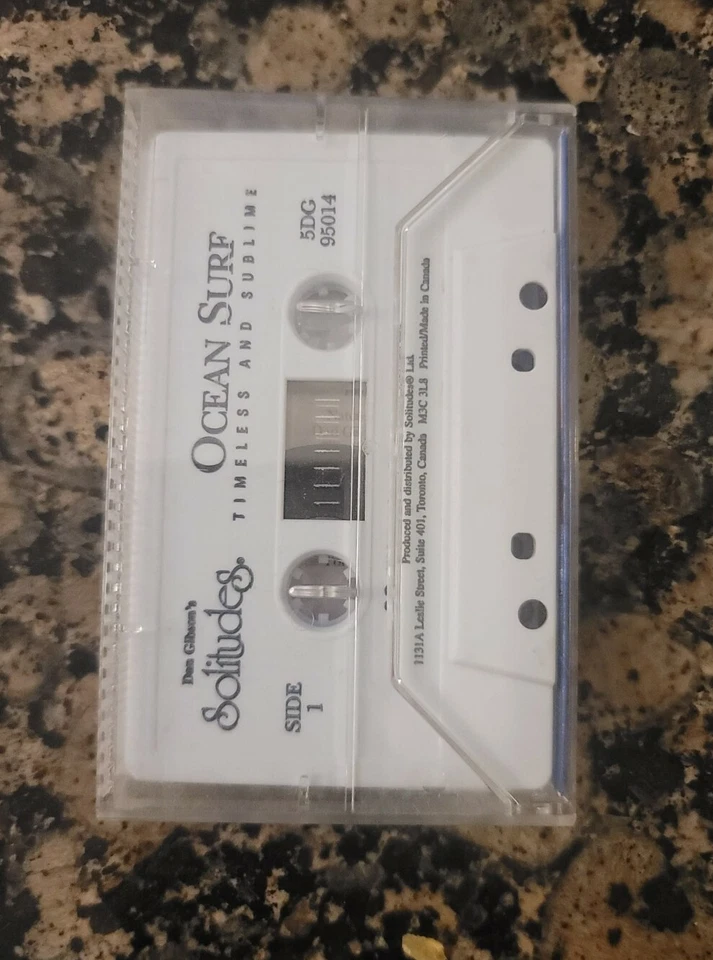 Dan Gibson's
Solitudes®
OCEAN SURF
TIMELESS AND SUBLIME
SIDE
1
5DG
95014
Produced and distributed by Solitudes® Ltd.
1131A Leslie Street, Suite 401, Toronto, Canada M3C 3L8 Printed/Made in Canada